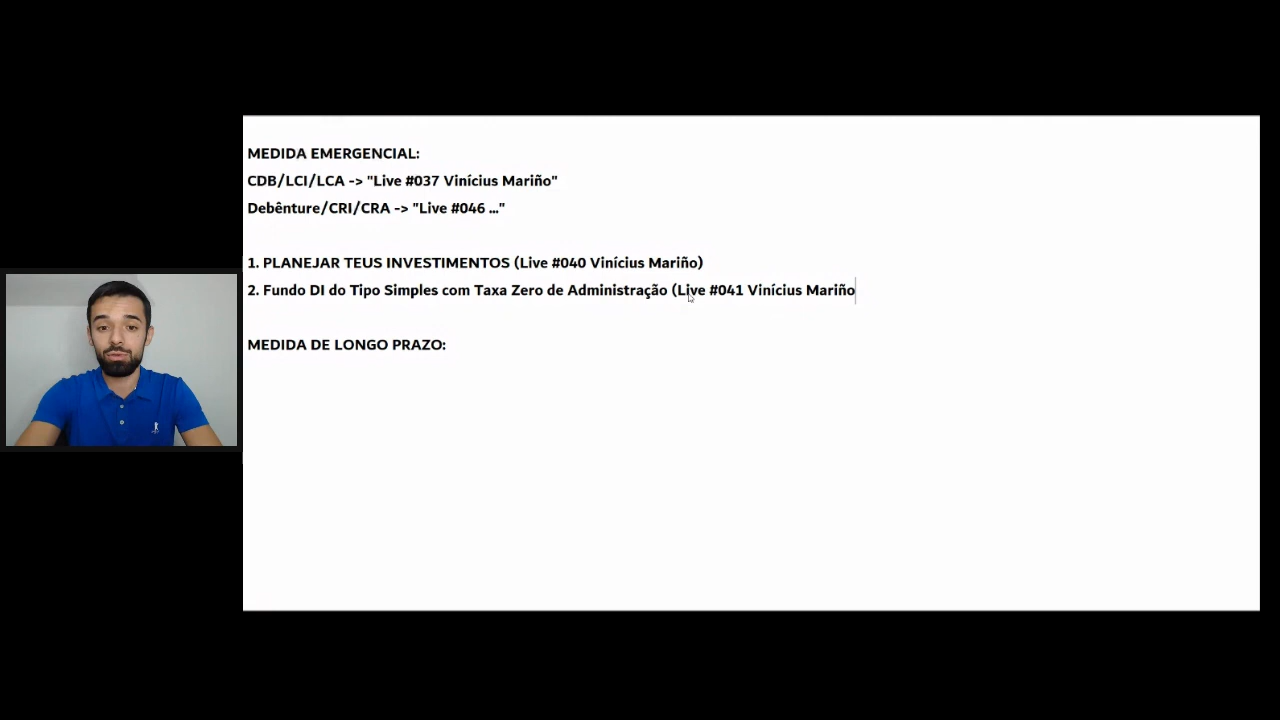 MEDIDA EMERGENCIAL:
CDB/LCI/LCA -> "Live #037 Vinícius Mariño"
Debênture/CRI/CRA -> "Live #046 ..."
1. PLANEJAR TEUS INVESTIMENTOS (Live #040 Vinícius Mariño)
2. Fundo DI do Tipo Simples com Taxa Zero de Administração (Live #041 Vinícius Mariño
MEDIDA DE LONGO PRAZO: